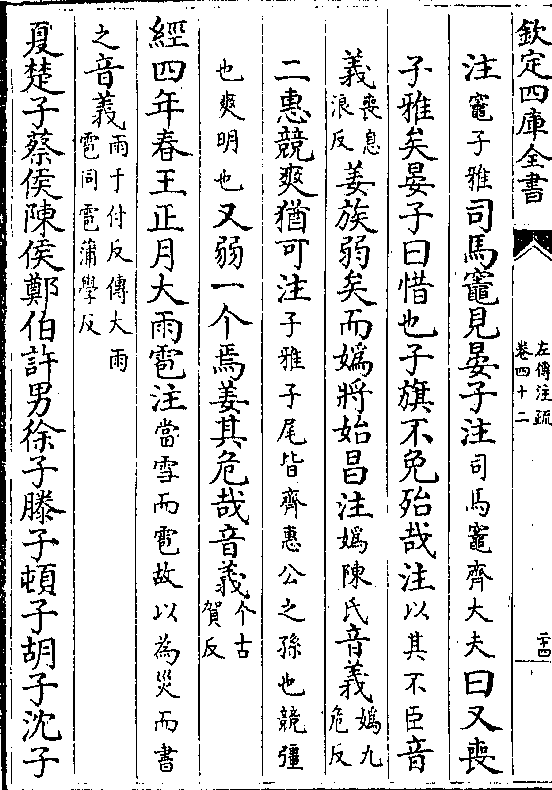 欽定四庫全書
左傳注疏
卷四十二
二十四
注竈子雅司馬竈見晏子注司馬竈齊大夫曰又喪
子雅矣晏子曰惜也子旗不免殆哉注以其不臣音
義喪息浪反姜族弱矣而媯將始昌注媯陳氏音義媯九危反
二惠競爽猶可注子雅子尾皆齊惠公之孫也競彊
也爽明也又弱一个焉姜其危哉音義个古賀反
經四年春王正月大雨雹注當雪而雹故以為災而書
之音義雨于付反傳大雨雹同雹蒲學反
夏楚子蔡侯陳侯鄭伯許男徐子滕子頓子胡子沈子